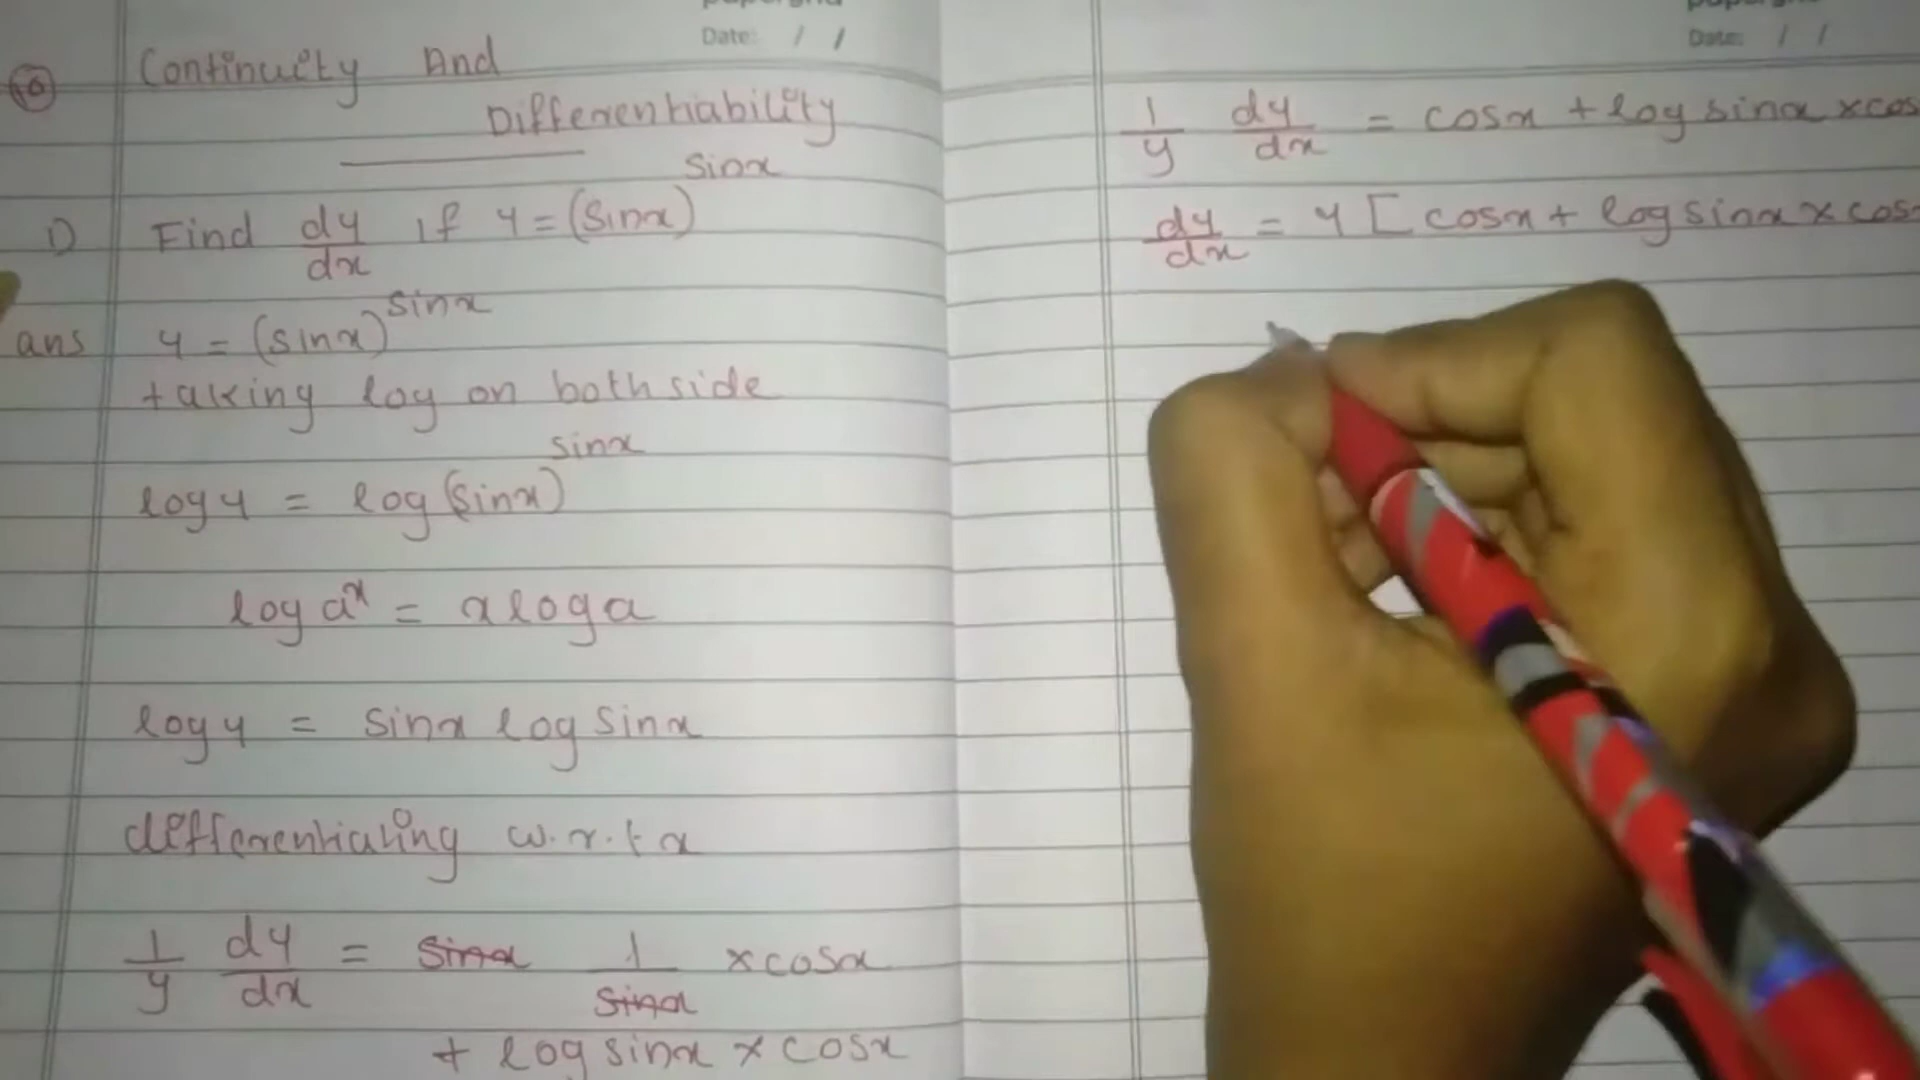 Date: / /
Continuity And
Differentiability
1) Find dy/dx if y = (sinx)^sinx
ans y = (sinx)^sinx
taking log on both side
log y = log (sinx)^sinx
log a^x = x log a
log y = sinx log sinx
differentiating w.r.t x
1/y dy/dx = sinx 1/sinx × cosx
+ log sinx × cosx
Date: / /
1/y dy/dx = cosx + log sinx × cos
dy/dx = y [ cosx + log sinx × cos